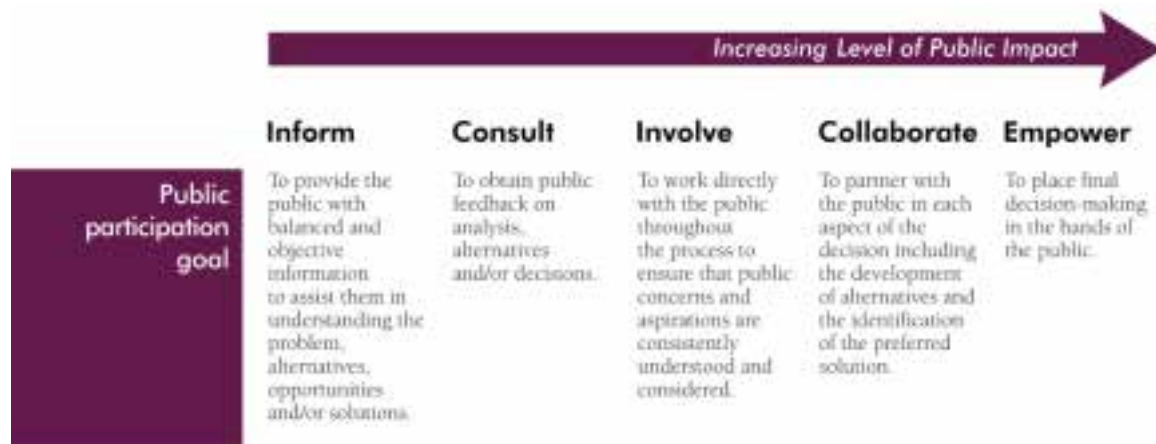 Increasing Level of Public Impact
Inform
Consult
Involve
Collaborate
Empower
Public
participation
goal
To provide the
public with
balanced and
objective
information
to assist them in
understanding the
problem,
alternatives,
opportunities
and/or solutions.
To obtain public
feedback on
analysis,
alternatives
and/or decisions.
To work directly
with the public
throughout
the process to
ensure that public
concerns and
aspirations are
consistently
understood and
considered.
To partner with
the public in each
aspect of the
decision including
the development
of alternatives and
the identification
of the preferred
solution.
To place final
decision-making
in the hands of
the public.